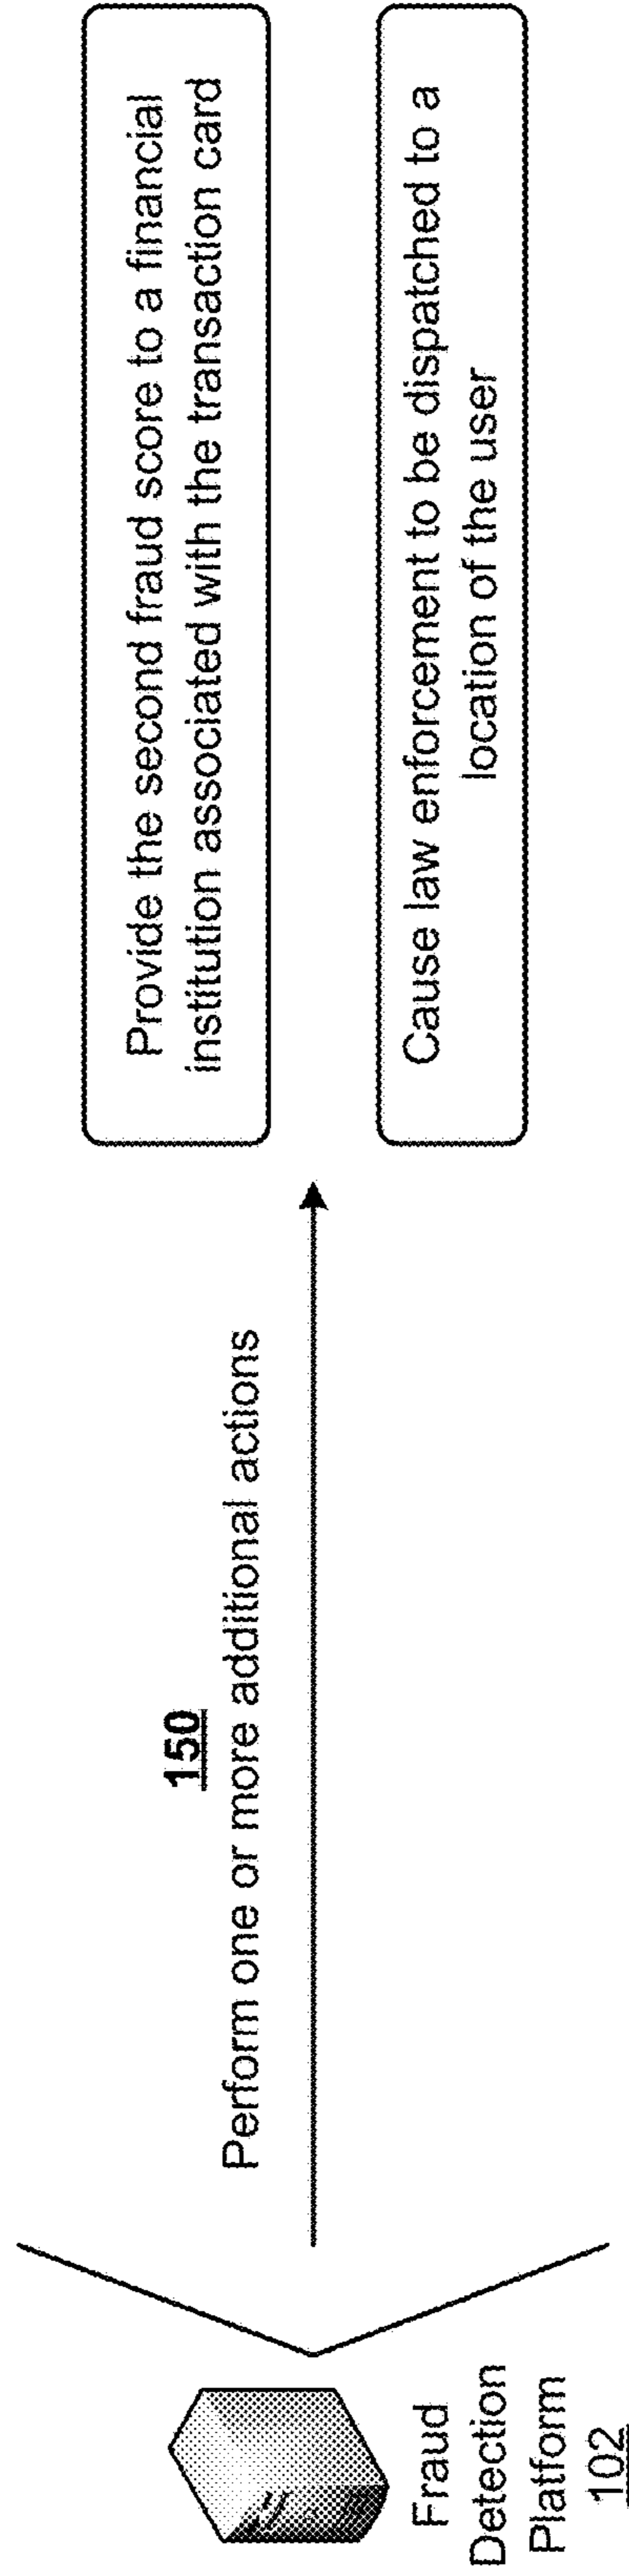 Fraud
Detection
Platform
102
150
Perform one or more additional actions
Provide the second fraud score to a financial
institution associated with the transaction card
Cause law enforcement to be dispatched to a
location of the user